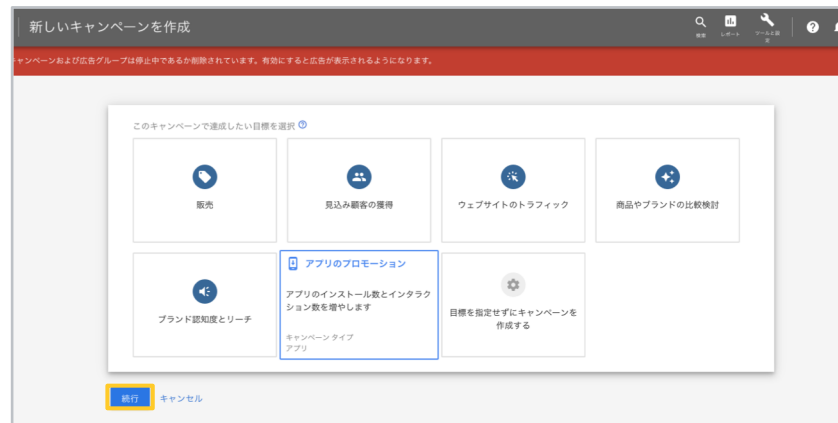 新しいキャンペーンを作成
検索
レポート
ツールと設
定
ャンペーンおよび広告グループは停止中であるか削除されています。有効にすると広告が表示されるようになります。
このキャンペーンで達成したい目標を選択
販売
見込み顧客の獲得
ウェブサイトのトラフィック
商品やブランドの比較検討
ブランド認知度とリーチ
アプリのプロモーション
アプリのインストール数とインタラク
ション数を増やします
キャンペーン タイプ
アプリ
目標を指定せずにキャンペーンを
作成する
続行
キャンセル